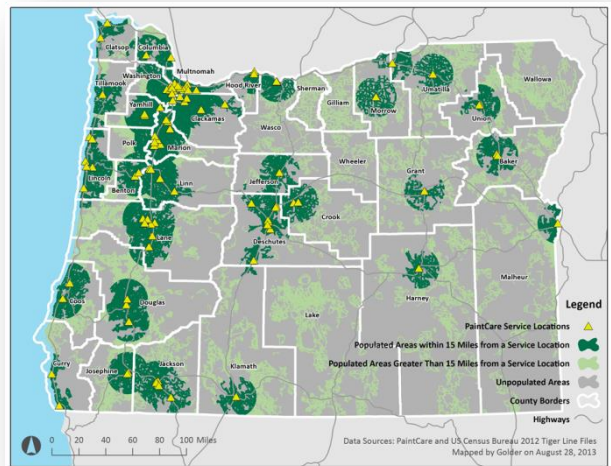 Clatsop
Columbia
Tillamook
Washington
Multnomah
Hood River
Sherman
Gilliam
Morrow
Umatilla
Wallowa
Union
Yamhill
Clackamas
Wasco
Polk
Marion
Wheeler
Grant
Baker
Lincoln
Benton
Linn
Jefferson
Crook
Lane
Deschutes
Malheur
Coos
Douglas
Lake
Harney
Curry
Josephine
Jackson
Klamath
Legend
PaintCare Service Locations
Populated Areas within 15 Miles from a Service Location
Populated Areas Greater Than 15 Miles from a Service Location
Unpopulated Areas
County Borders
Highways
0 20 40 60 80 100 Miles
Data Sources: PaintCare and US Census Bureau 2012 Tiger Line Files
Mapped by Golder on August 28, 2013